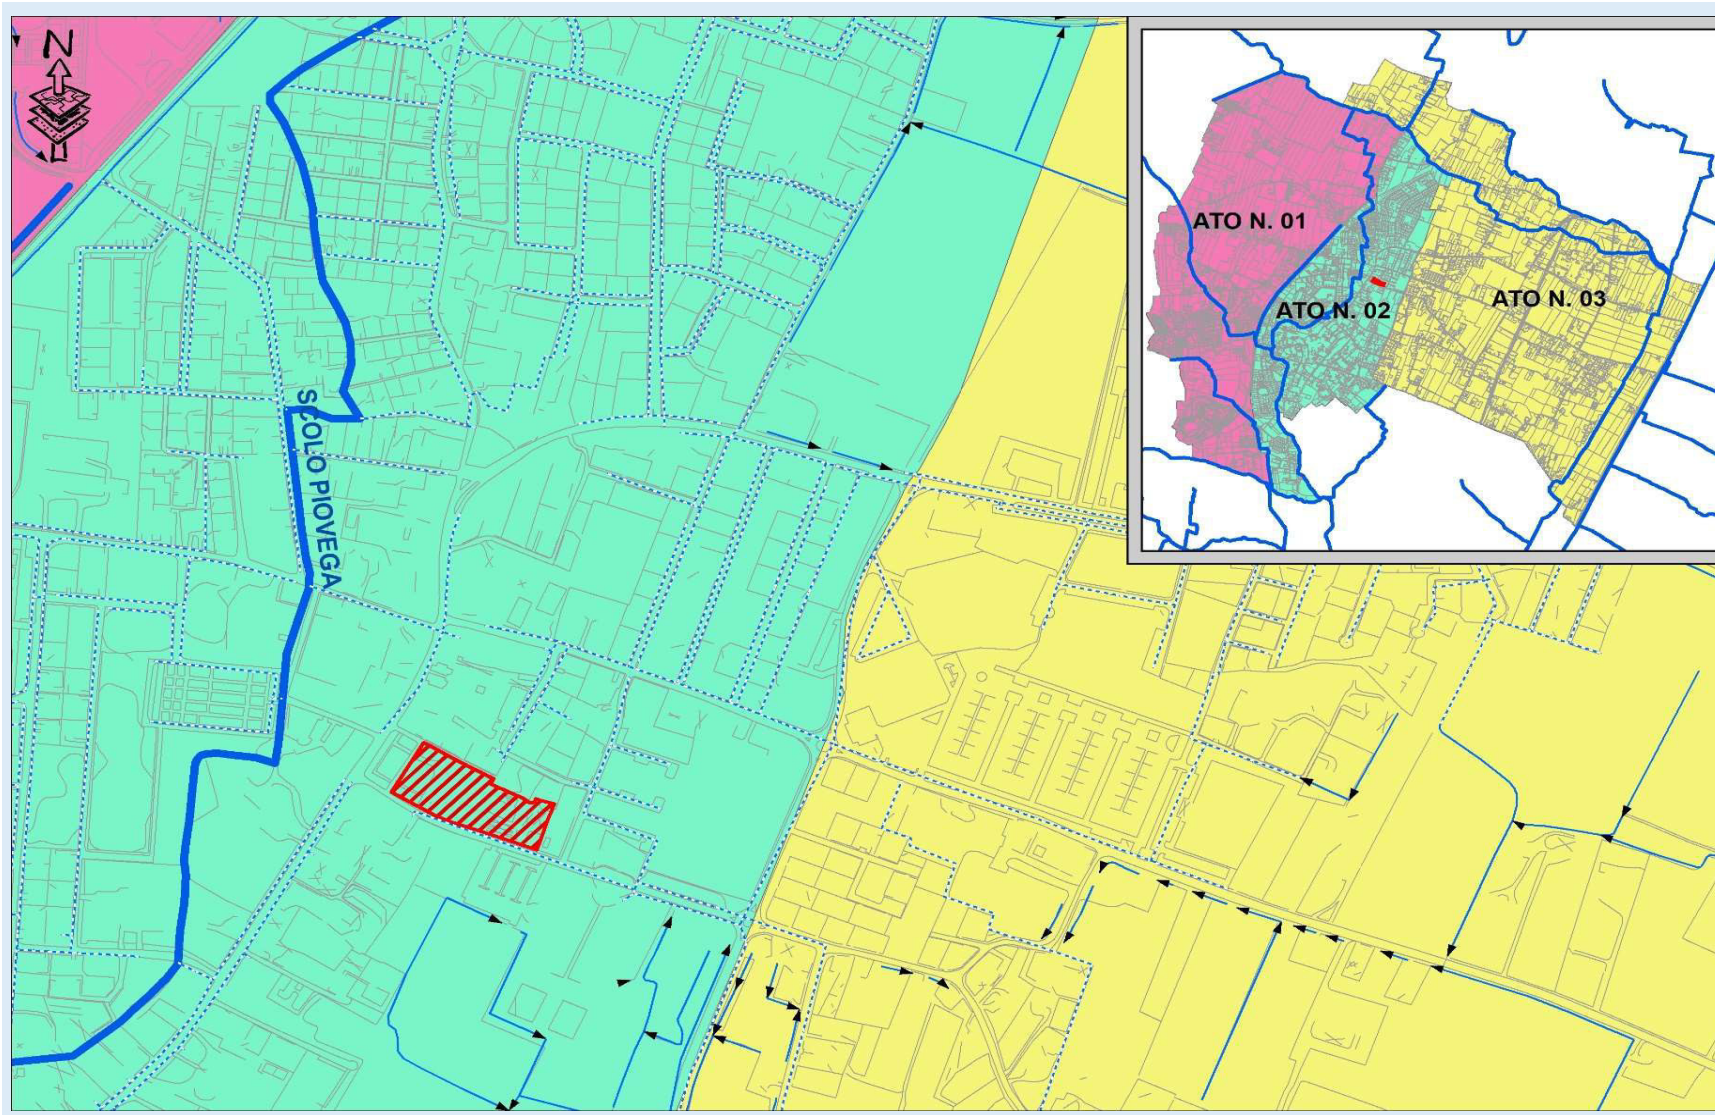 N
SCOLO PIOVEGA
ATO N. 01
ATO N. 02
ATO N. 03